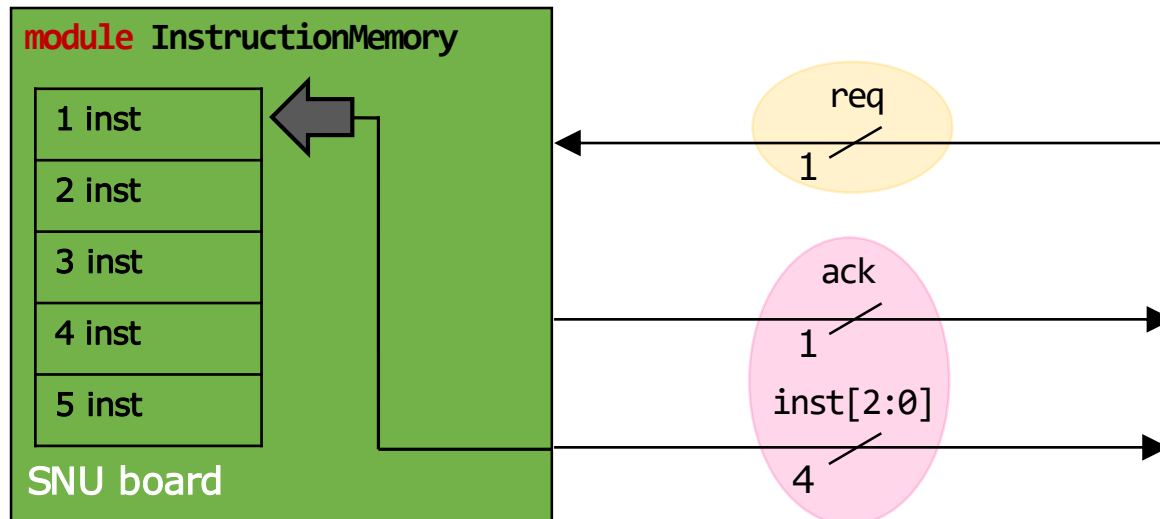 module InstructionMemory
1 inst
2 inst
3 inst
4 inst
5 inst
SNU board
req
1
ack
1
inst[2:0]
4